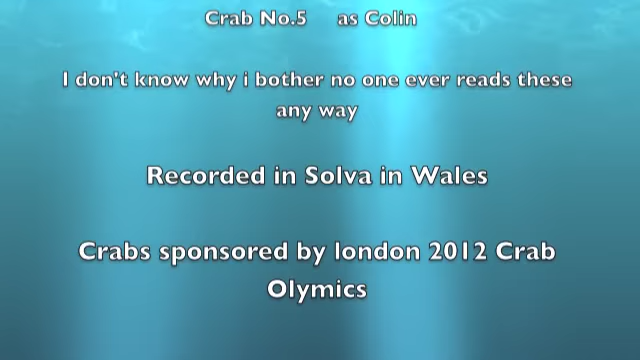 Crab No.5 as Colin
I don't know why i bother no one ever reads these
any way
Recorded in Solva in Wales
Crabs sponsored by london 2012 Crab
Olymics